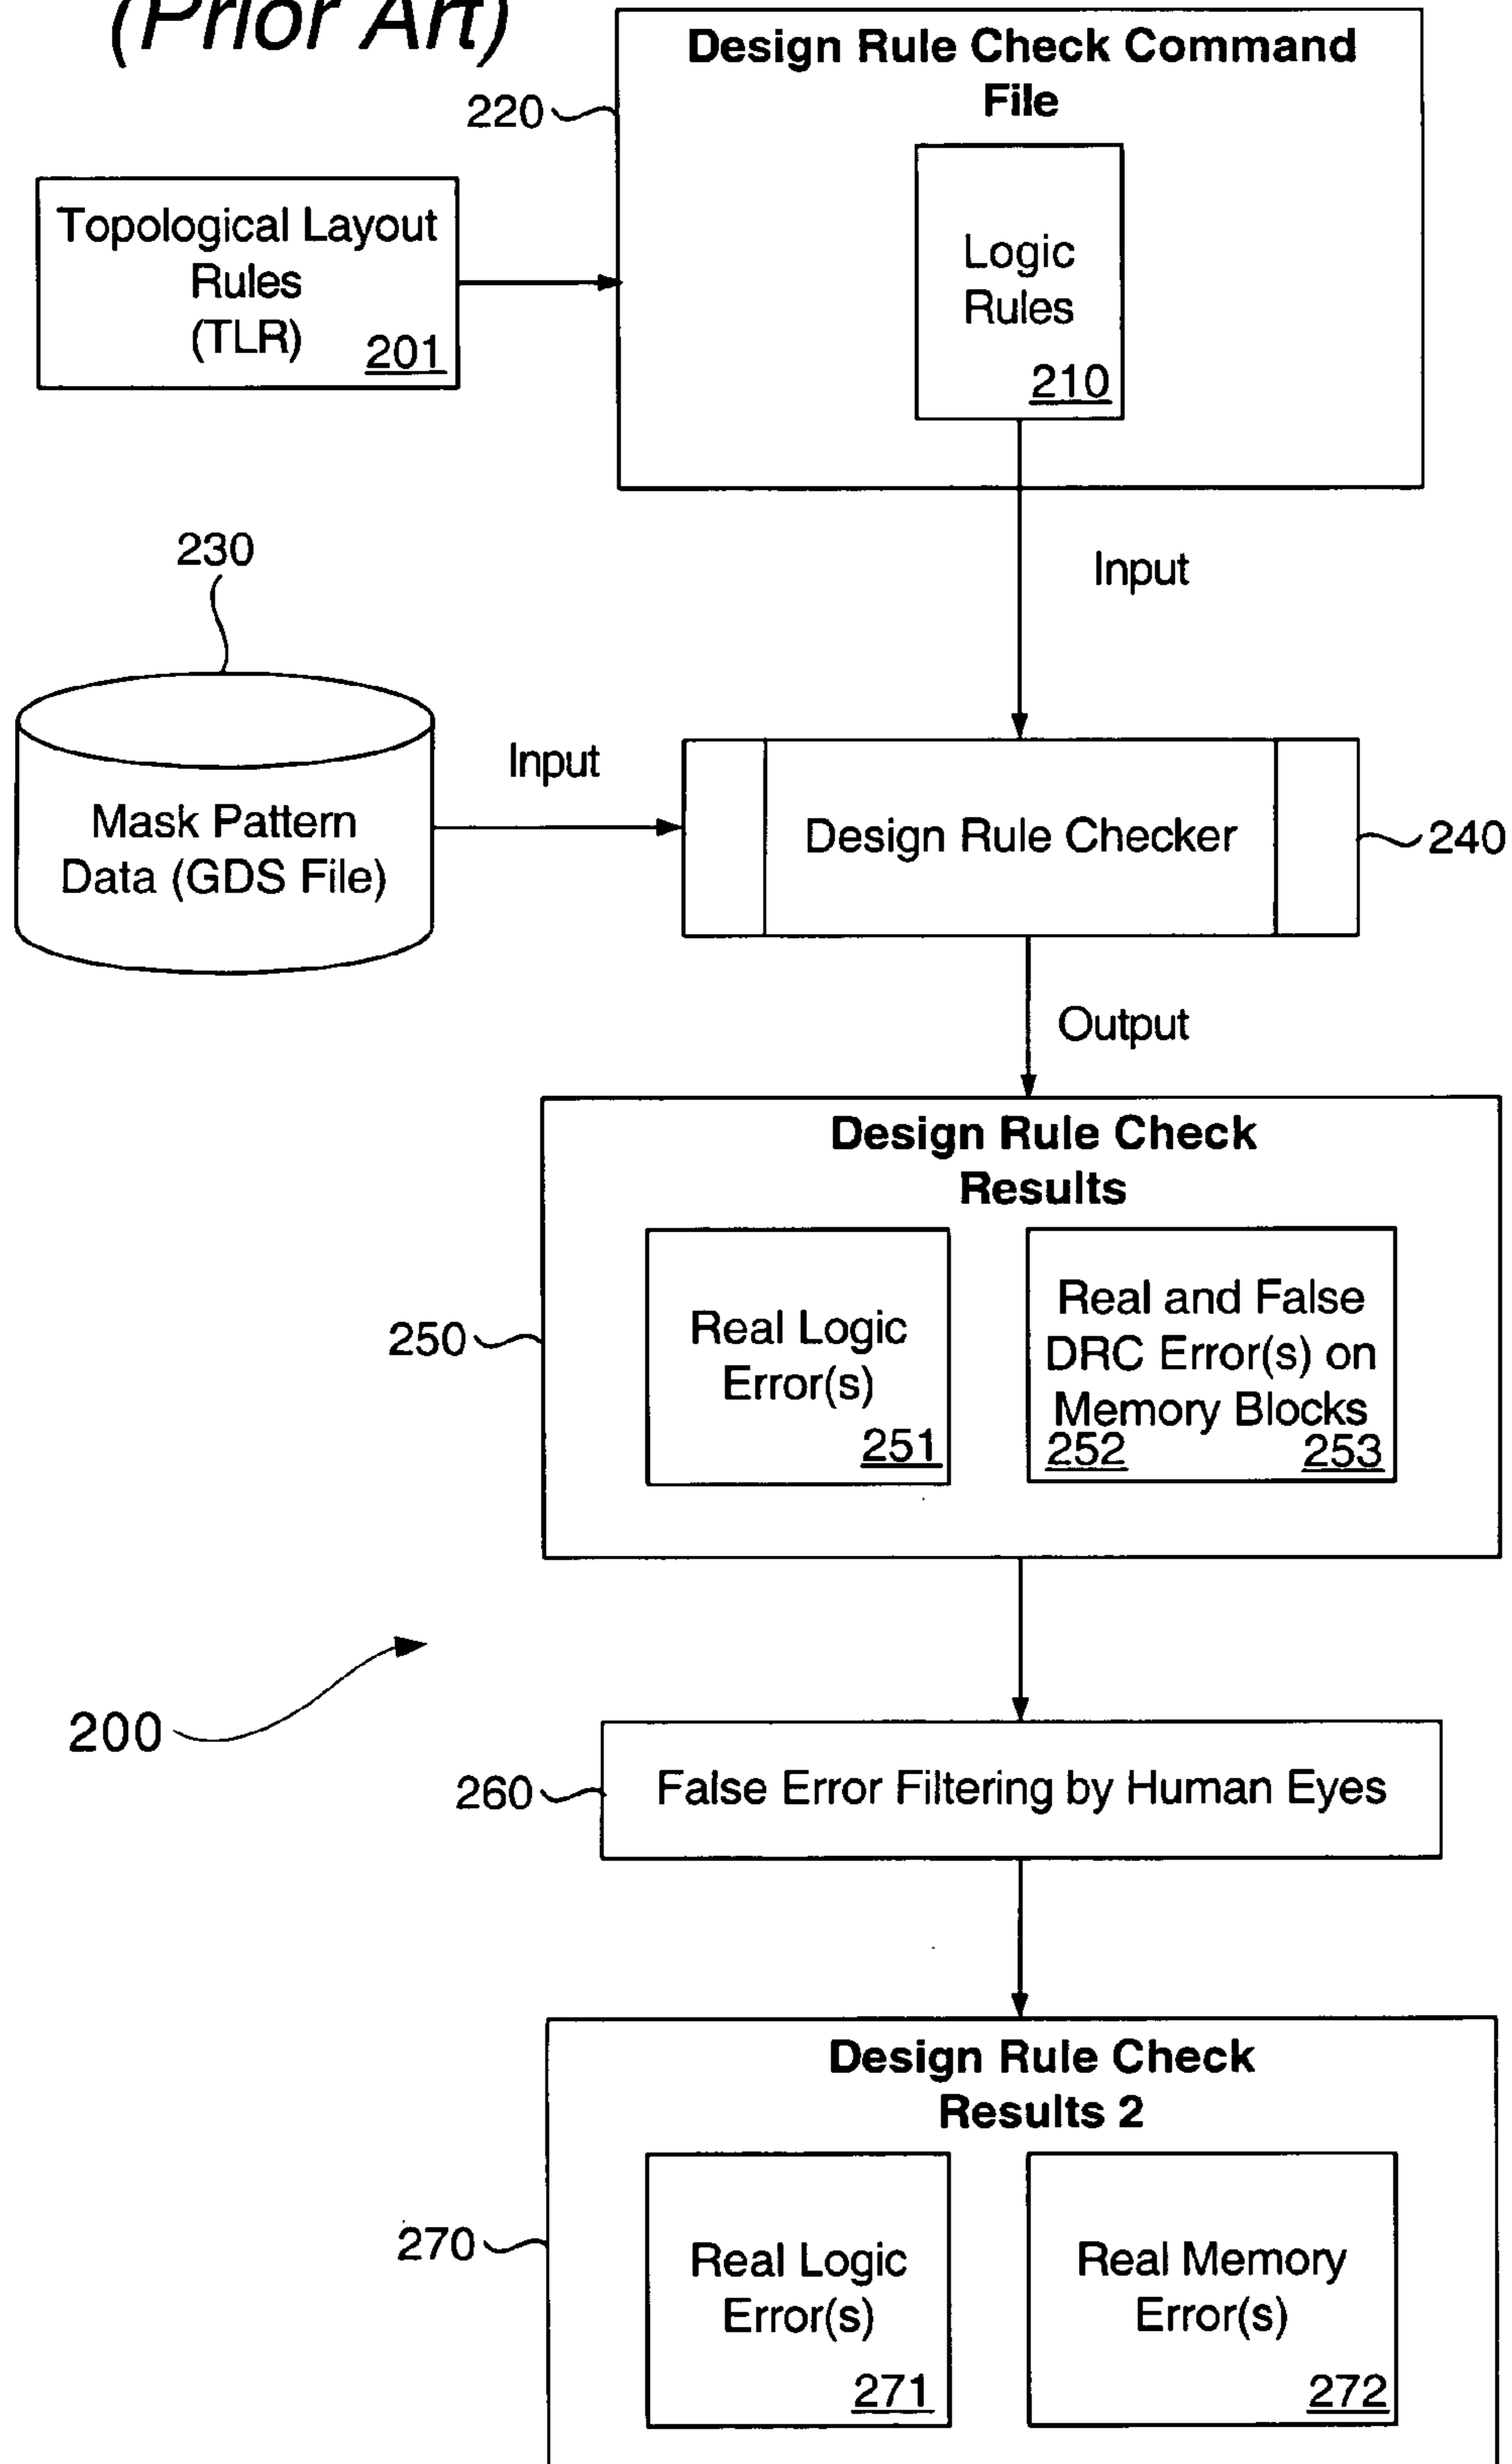 (Prior Art)
Design Rule Check Command
File
220
Topological Layout
Rules
(TLR)
201
Logic
Rules
210
230
Input
Input
Mask Pattern
Data (GDS File)
Design Rule Checker
240
Output
Design Rule Check
Results
250
Real Logic
Error(s)
251
Real and False
DRC Error(s) on
Memory Blocks
252 253
200
260
False Error Filtering by Human Eyes
Design Rule Check
Results 2
270
Real Logic
Error(s)
271
Real Memory
Error(s)
272